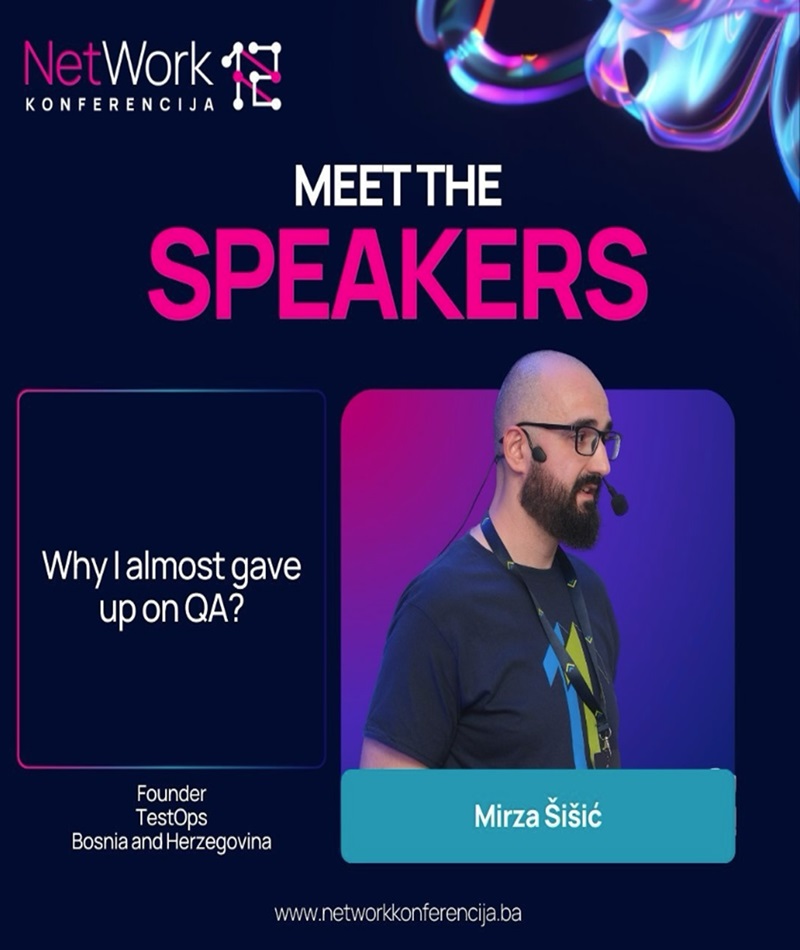 NetWork
KONFERENCIJA
MEET THE
SPEAKERS
Why I almost gave
up on QA?
Founder
TestOps
Bosnia and Herzegovina
Mirza Šišić
www.networkkonferencija.ba